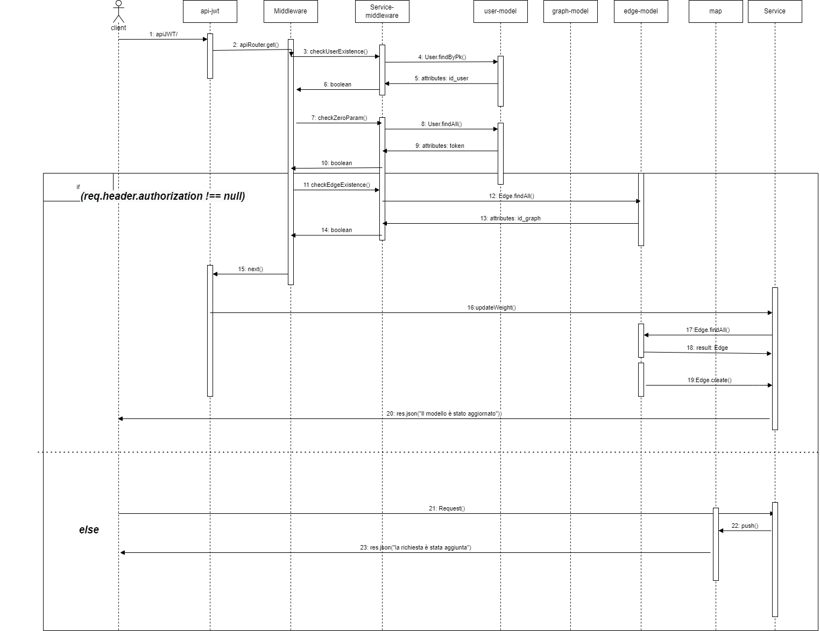 client
api-jwt
Middleware
Service-
middleware
user-model
graph-model
edge-model
map
Service
1: apiJWT/
2: apiRouter.get()
3: checkUserExistence()
4: User.findByPk()
5: attributes: id_user
6: boolean
7: checkZeroParam()
8: User.findAll()
9: attributes: token
10: boolean
if
(req.header.authorization !== null)
11 checkEdgeExistence()
12: Edge.findAll()
13: attributes: id_graph
14: boolean
15: next()
16:updateWeight()
17:Edge.findAll()
18: result: Edge
19:Edge.create()
20: res.json("Il modello è stato aggiornato"))
21: Request()
else
22: push()
23: res.json("la richiesta è stata aggiunta")